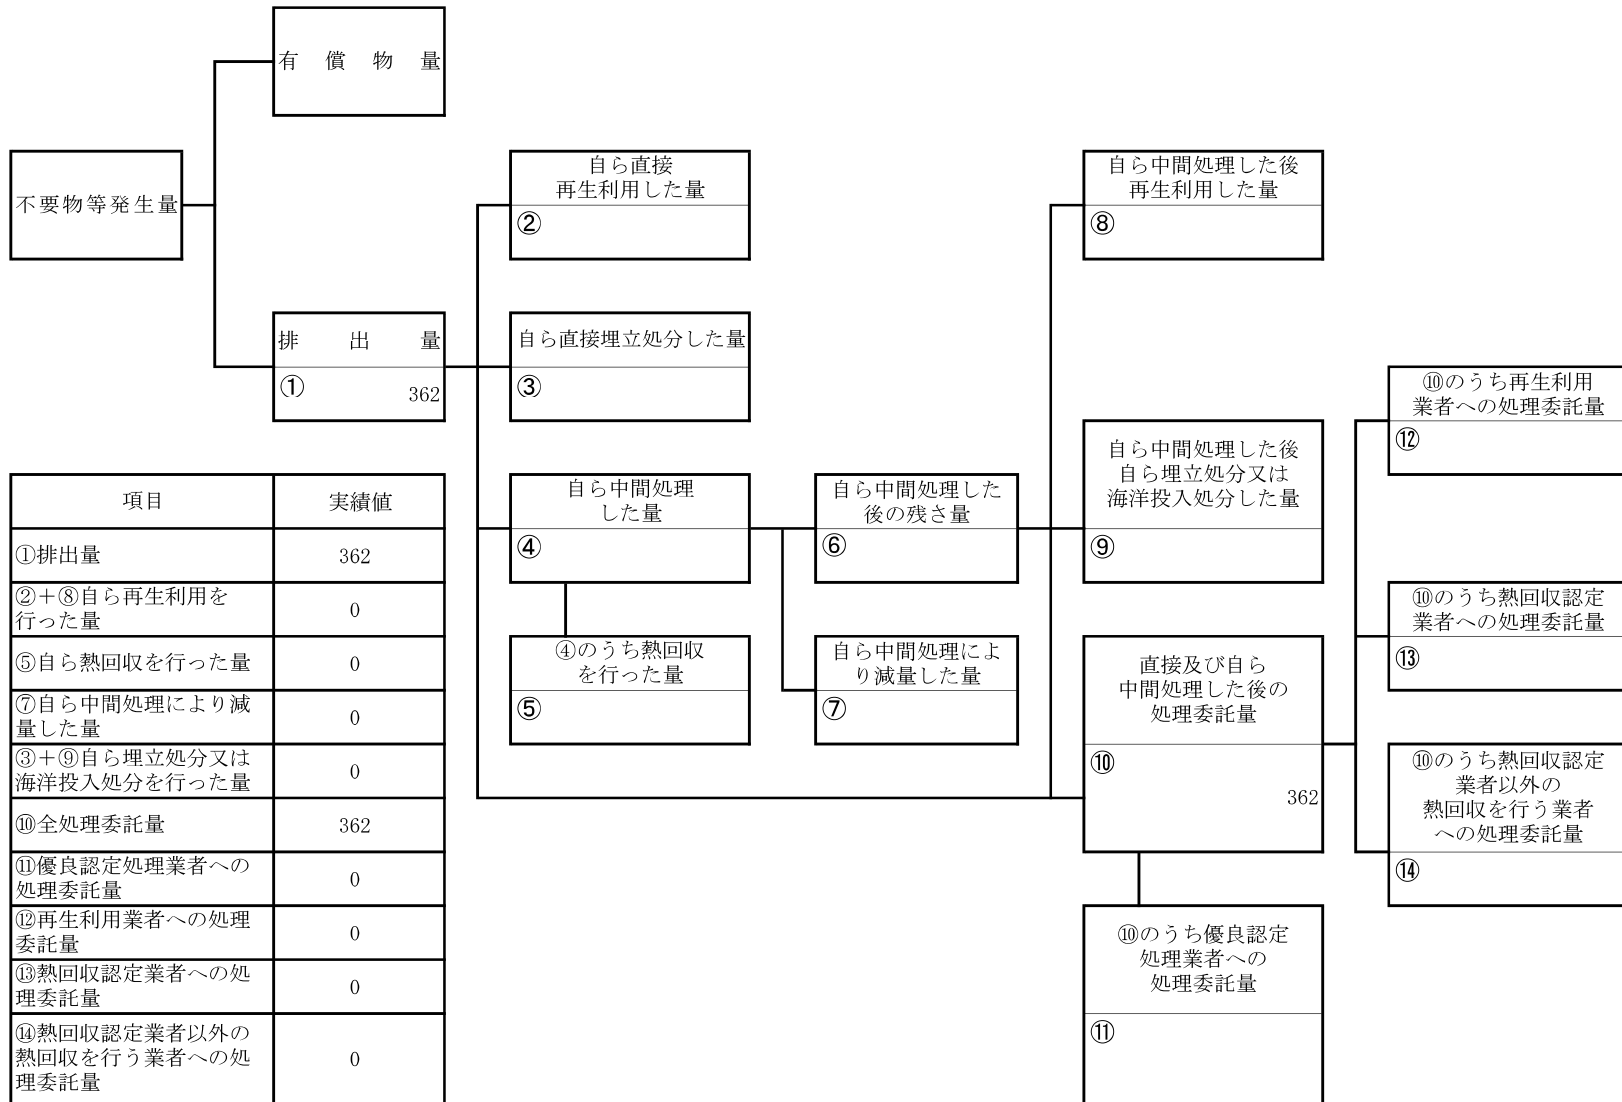 有償物量
不要物等発生量
排出量
①
362
自ら直接
再生利用した量
②
自ら直接埋立処分した量
③
自ら中間処理
した量
④
④のうち熱回収
を行った量
⑤
自ら中間処理した
後の残さ量
⑥
自ら中間処理によ
り減量した量
⑦
自ら中間処理した後
再生利用した量
⑧
自ら中間処理した後
自ら埋立処分又は
海洋投入処分した量
⑨
直接及び自ら
中間処理した後の
処理委託量
⑩
362
⑩のうち優良認定
処理業者への
処理委託量
⑪
⑩のうち再生利用
業者への処理委託量
⑫
⑩のうち熱回収認定
業者への処理委託量
⑬
⑩のうち熱回収認定
業者以外の
熱回収を行う業者
への処理委託量
⑭
項目 実績値
①排出量 362
②+⑧自ら再生利用を
行った量 0
⑤自ら熱回収を行った量 0
⑦自ら中間処理により減
量した量 0
③+⑨自ら埋立処分又は
海洋投入処分を行った量 0
⑩全処理委託量 362
⑪優良認定処理業者への
処理委託量 0
⑫再生利用業者への処理
委託量 0
⑬熱回収認定業者への処
理委託量 0
⑭熱回収認定業者以外の
熱回収を行う業者への処
理委託量 0